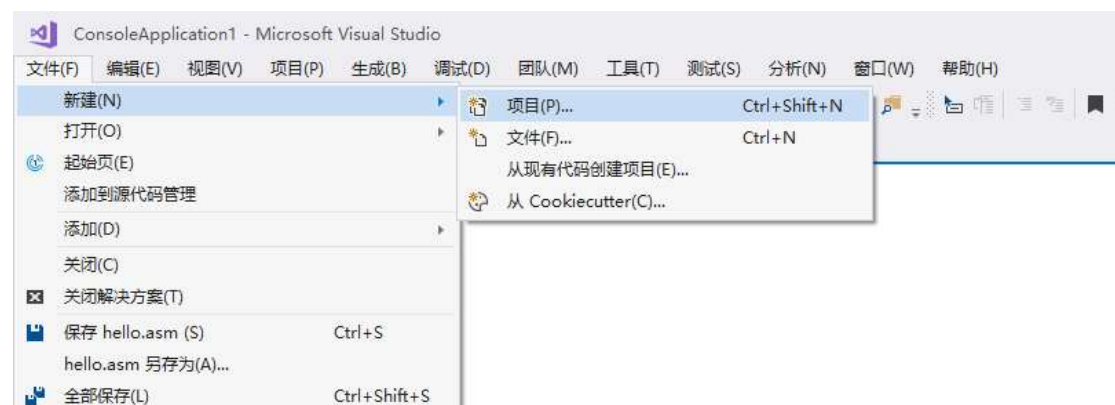 ConsoleApplication1 - Microsoft Visual Studio
文件(F) 编辑(E) 视图(V) 项目(P) 生成(B) 调试(D) 团队(M) 工具(T) 测试(S) 分析(N) 窗口(W) 帮助(H)
新建(N)
打开(O)
起始页(E)
添加到源代码管理
添加(D)
关闭(C)
关闭解决方案(T)
保存 hello.asm (S) Ctrl+S
hello.asm 另存为(A)...
全部保存(L) Ctrl+Shift+S
项目(P)... Ctrl+Shift+N
文件(F)... Ctrl+N
从现有代码创建项目(E)...
从 Cookiecutter(C)...